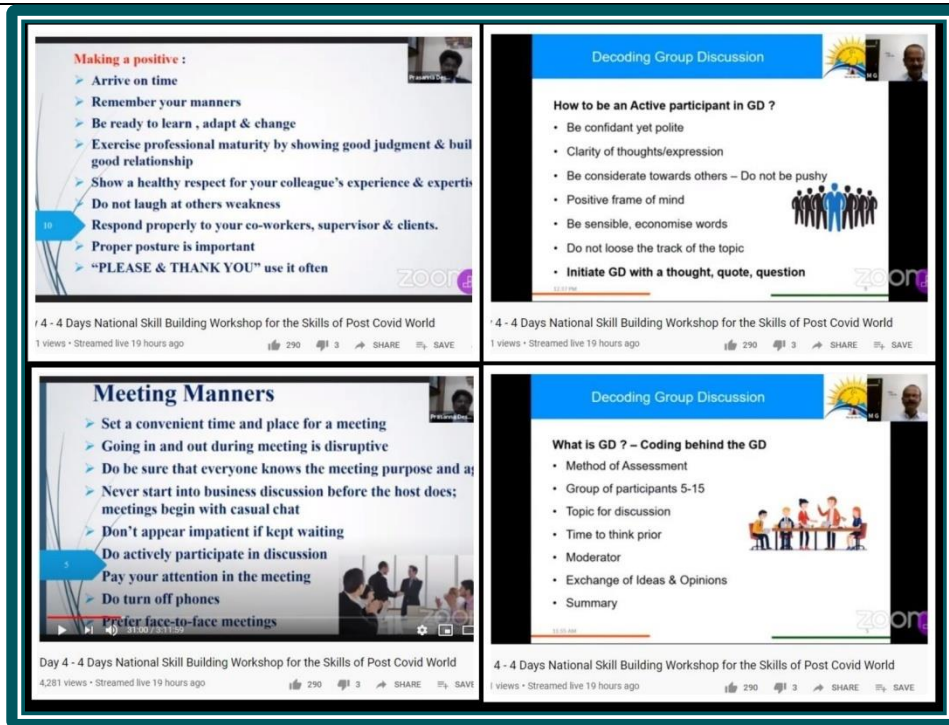 Making a positive :
➢ Arrive on time
➢ Remember your manners
➢ Be ready to learn , adapt & change
➢ Exercise professional maturity by showing good judgment & buil
good relationship
➢ Show a healthy respect for your colleague's experience & expertis
➢ Do not laugh at others weakness
10
Respond properly to your co-workers, supervisor & clients.
➢ Proper posture is important
➢ "PLEASE & THANK YOU" use it often
Prasanna Des...
zoom
4 - 4 Days National Skill Building Workshop for the Skills of Post Covid World
1 views • Streamed live 19 hours ago
290 3 SHARE SAVE
Decoding Group Discussion
M G
How to be an Active participant in GD ?
• Be confidant yet polite
• Clarity of thoughts/expression
• Be considerate towards others – Do not be pushy
• Positive frame of mind
• Be sensible, economise words
• Do not loose the track of the topic
• Initiate GD with a thought, quote, question
12:37 PM
zoom
4 - 4 Days National Skill Building Workshop for the Skills of Post Covid World
1 views • Streamed live 19 hours ago
290 3 SHARE SAVE
Meeting Manners
Prasanna Des...
➢ Set a convenient time and place for a meeting
➢ Going in and out during meeting is disruptive
➢ Do be sure that everyone knows the meeting purpose and ag
➢ Never start into business discussion before the host does;
meetings begin with casual chat
➢ Don't appear impatient if kept waiting
Do actively participate in discussion
5
Pay your attention in the meeting
➢ Do turn off phones
➢ Prefer face-to-face meetings
zoom
31:00 / 3:11:59
Day 4 - 4 Days National Skill Building Workshop for the Skills of Post Covid World
4,281 views • Streamed live 19 hours ago
290 3 SHARE SAVE
Decoding Group Discussion
M G
What is GD ? – Coding behind the GD
• Method of Assessment
• Group of participants 5-15
• Topic for discussion
• Time to think prior
• Moderator
• Exchange of Ideas & Opinions
• Summary
zoom
4 - 4 Days National Skill Building Workshop for the Skills of Post Covid World
views • Streamed live 19 hours ago
290 3 SHARE SAVE